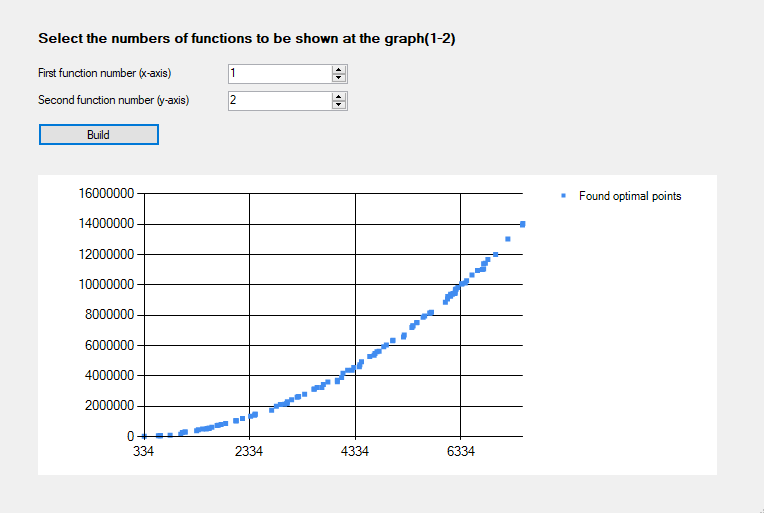 Select the numbers of functions to be shown at the graph(1-2)
First function number (x-axis) 1
Second function number (y-axis) 2
Build
16000000
Found optimal points
14000000
12000000
10000000
8000000
6000000
4000000
2000000
0
334 2334 4334 6334